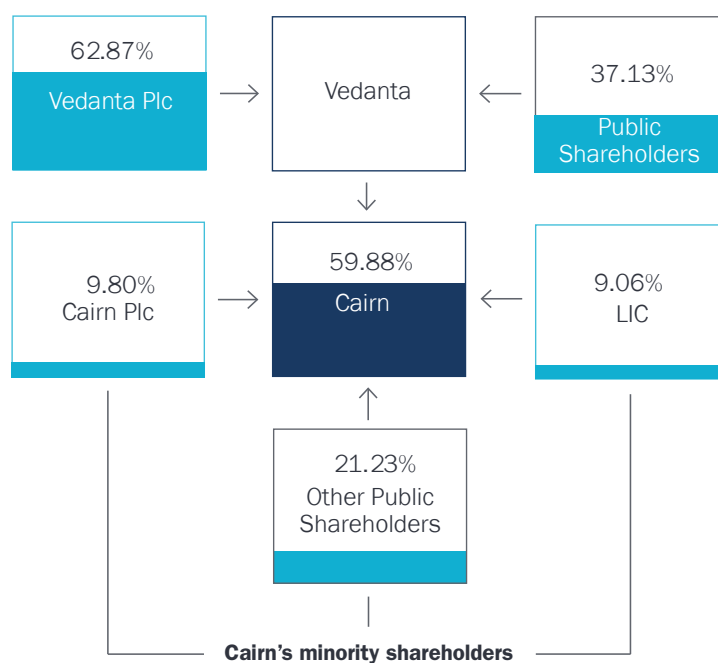 62.87%
Vedanta Plc
Vedanta
37.13%
Public
Shareholders
9.80%
Cairn Plc
59.88%
Cairn
9.06%
LIC
21.23%
Other Public
Shareholders
Cairn's minority shareholders